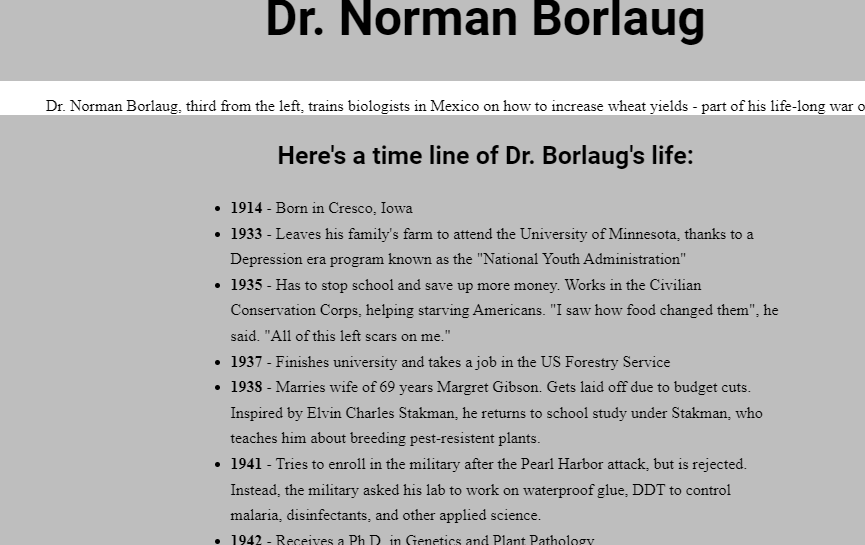 Dr. Norman Borlaug
Dr. Norman Borlaug, third from the left, trains biologists in Mexico on how to increase wheat yields - part of his life-long war o
Here's a time line of Dr. Borlaug's life:
• 1914 - Born in Cresco, Iowa
• 1933 - Leaves his family's farm to attend the University of Minnesota, thanks to a
Depression era program known as the "National Youth Administration"
• 1935 - Has to stop school and save up more money. Works in the Civilian
Conservation Corps, helping starving Americans. "I saw how food changed them", he
said. "All of this left scars on me."
• 1937 - Finishes university and takes a job in the US Forestry Service
• 1938 - Marries wife of 69 years Margret Gibson. Gets laid off due to budget cuts.
Inspired by Elvin Charles Stakman, he returns to school study under Stakman, who
teaches him about breeding pest-resistent plants.
• 1941 - Tries to enroll in the military after the Pearl Harbor attack, but is rejected.
Instead, the military asked his lab to work on waterproof glue, DDT to control
malaria, disinfectants, and other applied science.
• 1942 - Receives a Ph.D. in Genetics and Plant Pathology